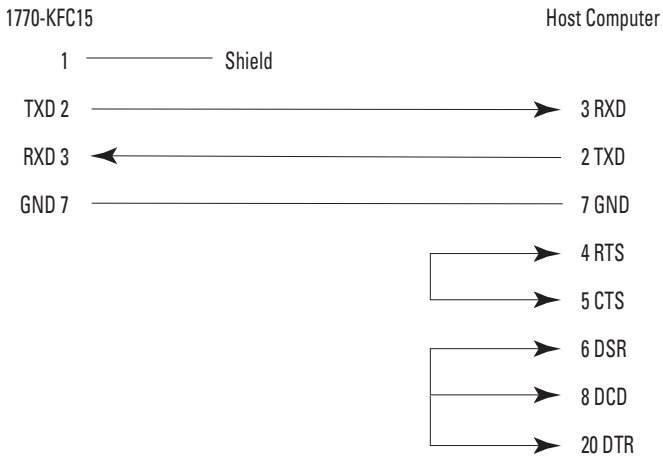 1770-KFC15 Host Computer
1 Shield
TXD 2 3 RXD
RXD 3 2 TXD
GND 7 7 GND
4 RTS
5 CTS
6 DSR
8 DCD
20 DTR